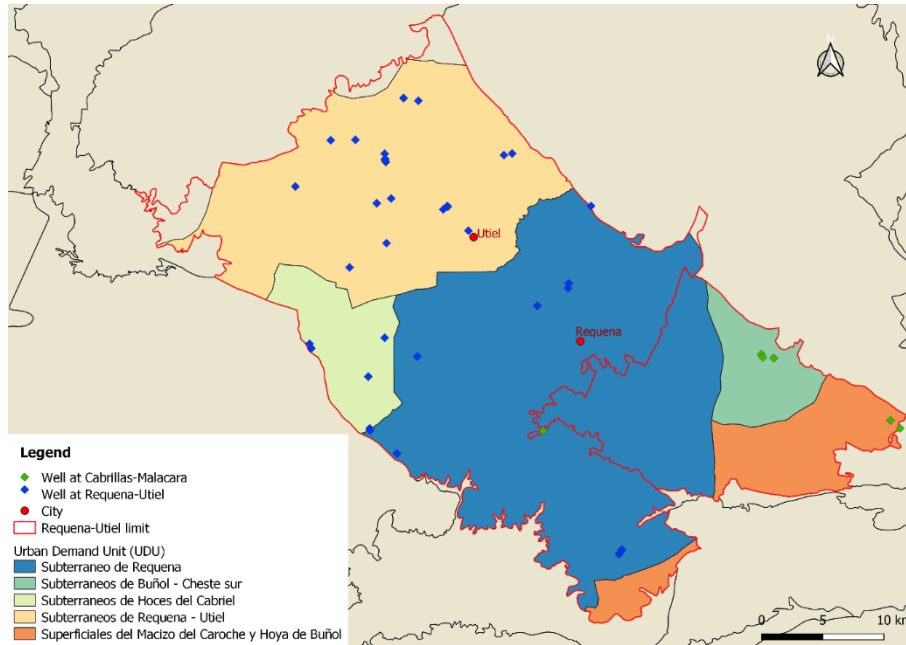 N
Utiel
Requena
Legend
Well at Cabrillas-Malacara
Well at Requena-Utiel
City
Requena-Utiel limit
Urban Demand Unit (UDU)
Subterraneo de Requena
Subterraneos de Buñol - Cheste sur
Subterraneos de Hoces del Cabriel
Subterraneos de Requena - Utiel
Superficiales del Macizo del Caroche y Hoya de Buñol
0 5 10 km